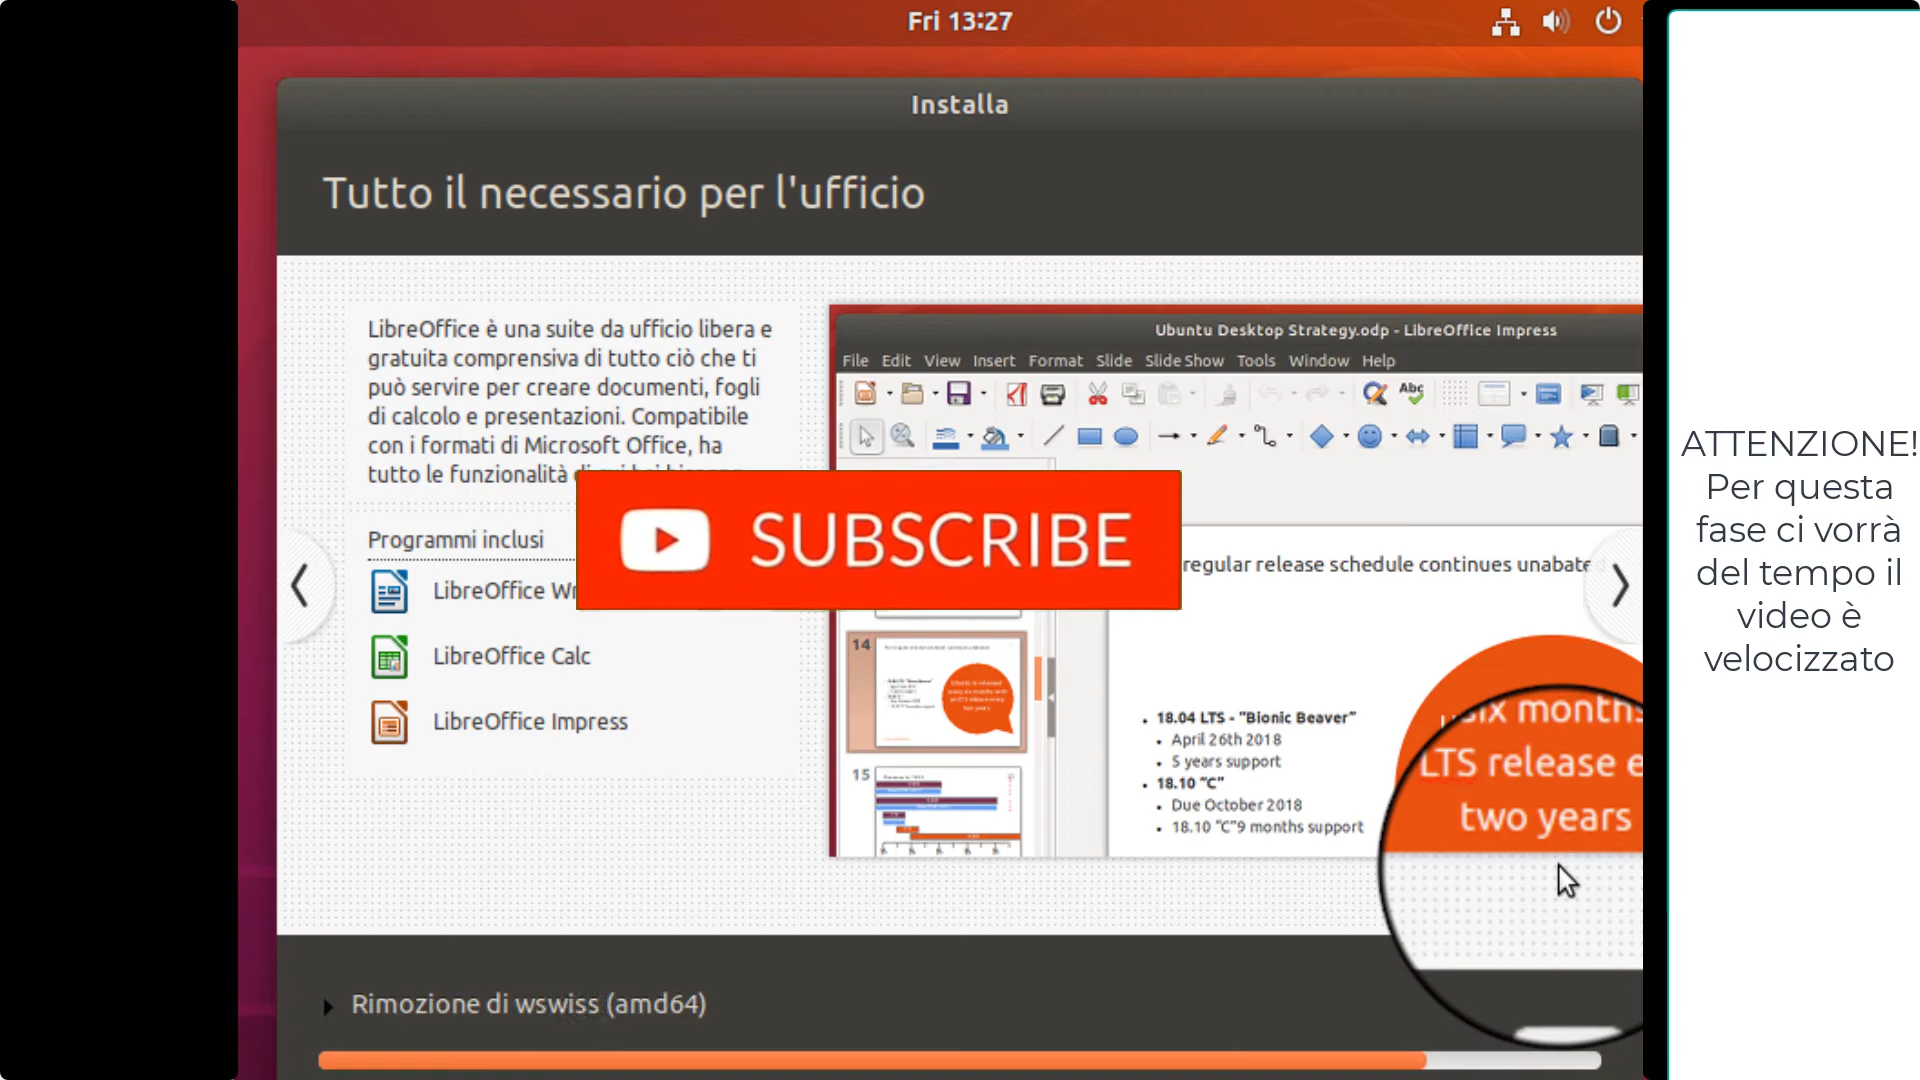 Fri 13:27
Installa
Tutto il necessario per l'ufficio
LibreOffice è una suite da ufficio libera e
gratuita comprensiva di tutto ciò che ti
può servire per creare documenti, fogli
di calcolo e presentazioni. Compatibile
con i formati di Microsoft Office, ha
tutto le funzionalità
Programmi inclusi
LibreOffice
LibreOffice Calc
LibreOffice Impress
Ubuntu Desktop Strategy.odp - LibreOffice Impress
File Edit View Insert Format Slide Slide Show Tools Window Help
Abc
SUBSCRIBE
regular release schedule continues
14
15
18.04 LTS - "Bionic Beaver"
April 26th 2018
5 years support
18.10 "C"
Due October 2018
18.10 "C"9 months support
six months
LTS release
two years
Rimozione di wswiss (amd64)
ATTENZIONE!
Per questa
fase ci vorrà
del tempo il
video è
velocizzato